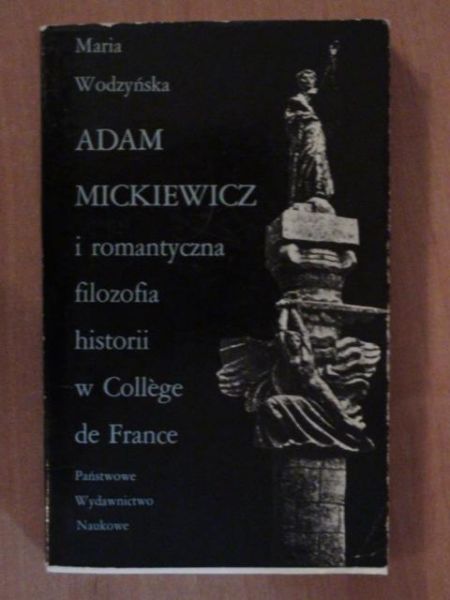 Maria
Wodzyńska
ADAM
MICKIEWICZ
i romantyczna
filozofia
historii
w Collège
de France
Państwowe
Wydawnictwo
Naukowe